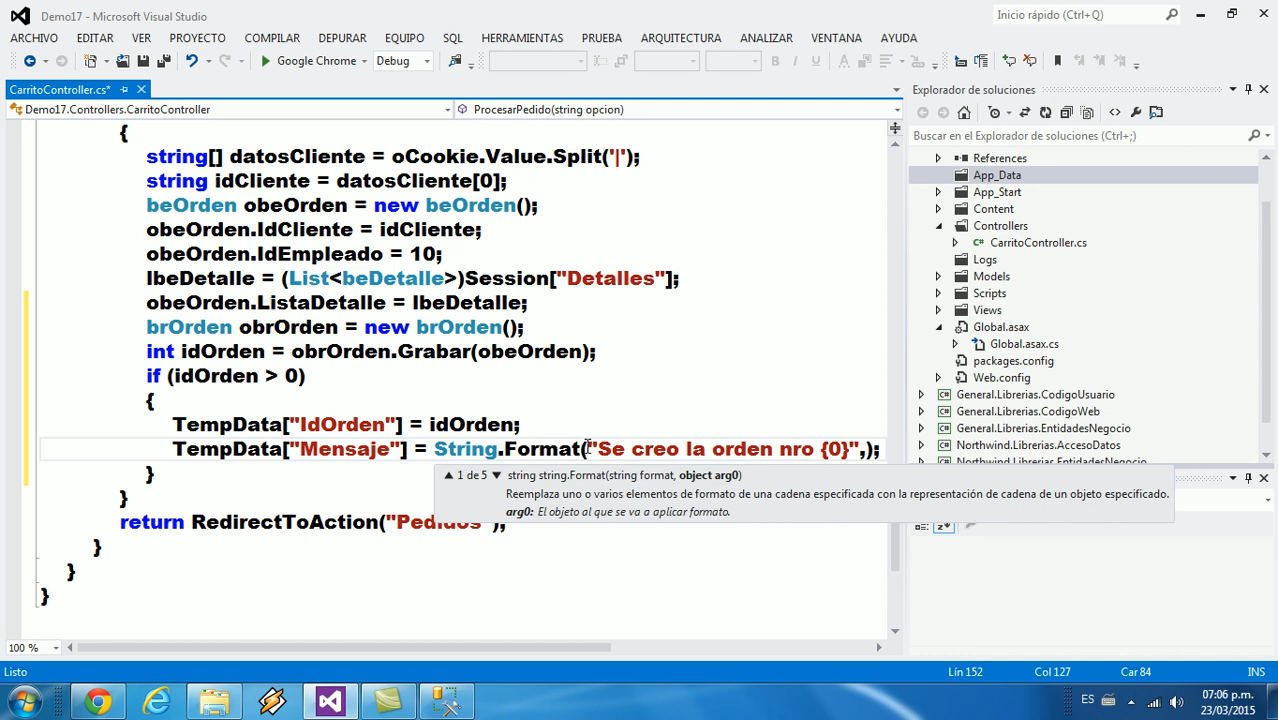 Demo17 - Microsoft Visual Studio
Inicio rápido (Ctrl+Q)
ARCHIVO EDITAR VER PROYECTO COMPILAR DEPURAR EQUIPO SQL HERRAMIENTAS PRUEBA ARQUITECTURA ANALIZAR VENTANA AYUDA
Google Chrome Debug
CarritoController.cs*
Demo17.Controllers.CarritoController ProcesarPedido(string opcion)
{
string[] datosCliente = oCookie.Value.Split('|');
string idCliente = datosCliente[0];
beOrden obeOrden = new beOrden();
obeOrden.IdCliente = idCliente;
obeOrden.IdEmpleado = 10;
lbeDetalle = (List<beDetalle>)Session["Detalles"];
obeOrden.ListaDetalle = lbeDetalle;
brOrden obrOrden = new brOrden();
int idOrden = obrOrden.Grabar(obeOrden);
if (idOrden > 0)
{
TempData["IdOrden"] = idOrden;
TempData["Mensaje"] = String.Format("Se creo la orden nro {0}",);
}
1 de 5 string string.Format(string format, object arg0)
Reemplaza uno o varios elementos de formato de una cadena especificada con la representación de cadena de un objeto especificado.
arg0: El objeto al que se va a aplicar formato.
}
return RedirectToAction("Pedidos");
}
}
}
100 %
Explorador de soluciones
Buscar en el Explorador de soluciones (Ctrl+;)
References
App_Data
App_Start
Content
Controllers
CarritoController.cs
Logs
Models
Scripts
Views
Global.asax
Global.asax.cs
packages.config
Web.config
General.Librerias.CodigoUsuario
General.Librerias.CodigoWeb
General.Librerias.EntidadesNegocio
Northwind.Librerias.AccesoDatos
Northwind.Librerias.EntidadesNegocio
Listo Lín 152 Col 127 Car 84 INS
ES 07:06 p.m.
23/03/2015